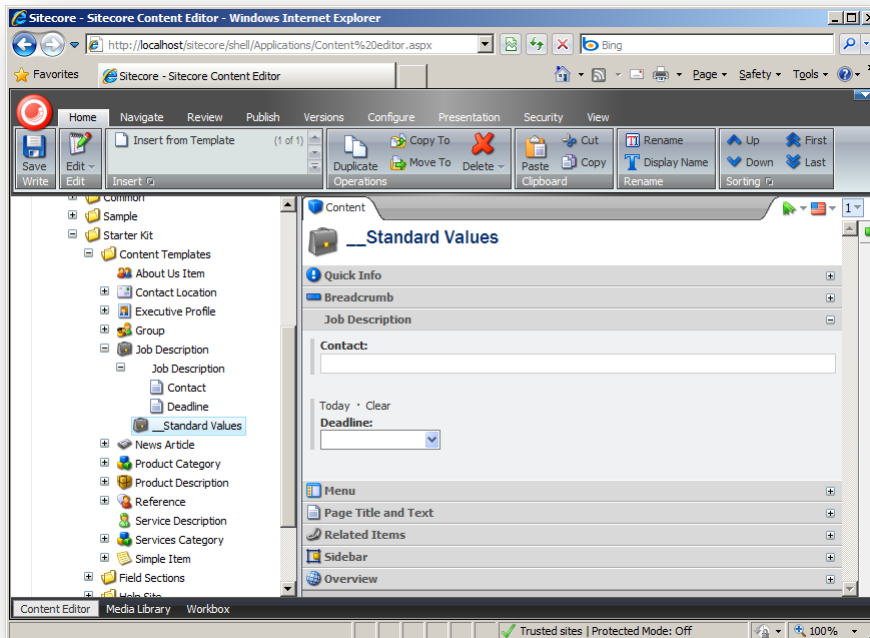 Sitecore - Sitecore Content Editor - Windows Internet Explorer
http://localhost/sitecore/shell/Applications/Content%20editor.aspx
Bing
Favorites
Sitecore - Sitecore Content Editor
Page
Safety
Tools
Home Navigate Review Publish Versions Configure Presentation Security View
Save
Write
Edit
Edit
Insert from Template (1 of 1)
Insert
Duplicate
Copy To
Move To
Delete
Operations
Paste
Cut
Copy
Clipboard
Rename
Display Name
Rename
Up
Down
First
Last
Sorting
Common
Sample
Starter Kit
Content Templates
About Us Item
Contact Location
Executive Profile
Group
Job Description
Job Description
Contact
Deadline
__Standard Values
News Article
Product Category
Product Description
Reference
Service Description
Services Category
Simple Item
Field Sections
Help Site
Content
1
__Standard Values
Quick Info
Breadcrumb
Job Description
Contact:
Today · Clear
Deadline:
Menu
Page Title and Text
Related Items
Sidebar
Overview
Content Editor Media Library Workbox
Trusted sites | Protected Mode: Off
100%